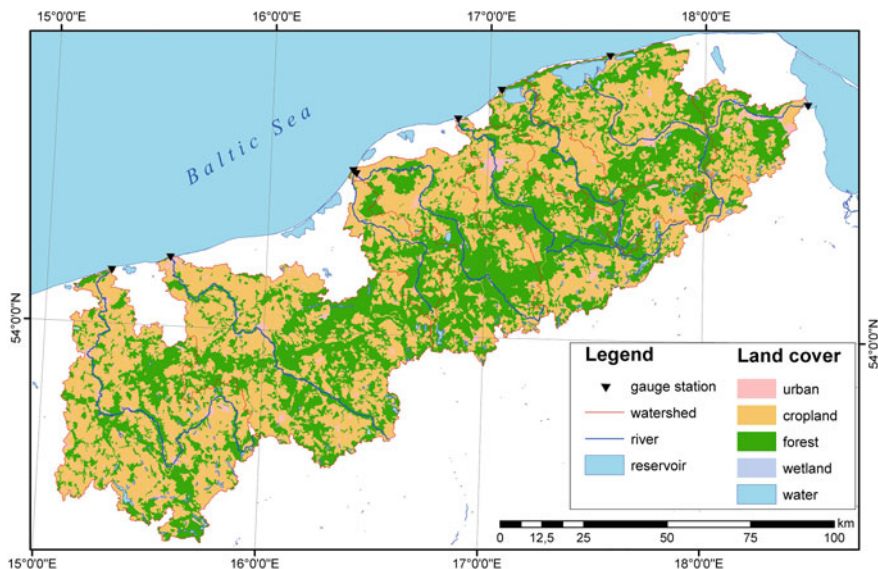 15°0'0"E 16°0'0"E 17°0'0"E 18°0'0"E
Baltic Sea
54°0'0"N
54°0'0"N
Legend
gauge station
watershed
river
reservoir
Land cover
urban
cropland
forest
wetland
water
km
0 12,5 25 50 75 100
15°0'0"E 16°0'0"E 17°0'0"E 18°0'0"E